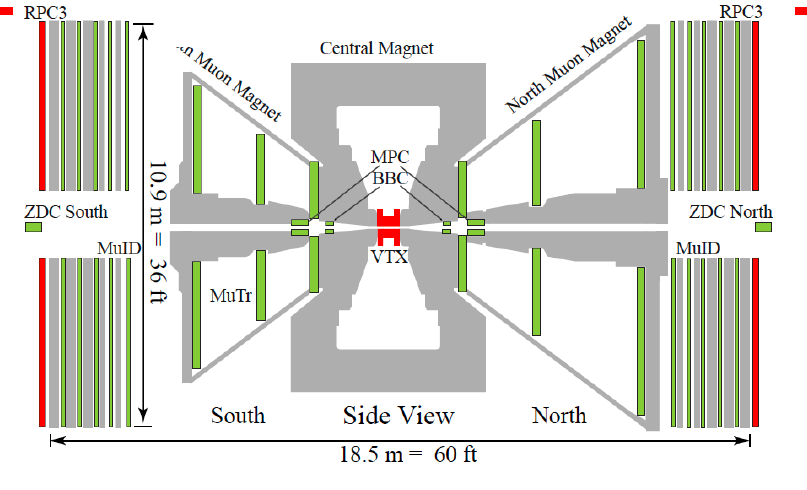 RPC3
RPC3
Central Magnet
n Muon Magnet
North Muon Magnet
MPC
BBC
ZDC South
ZDC North
10.9 m = 36 ft
MuID
VTX
MuID
MuTr
South
Side View
North
18.5 m = 60 ft